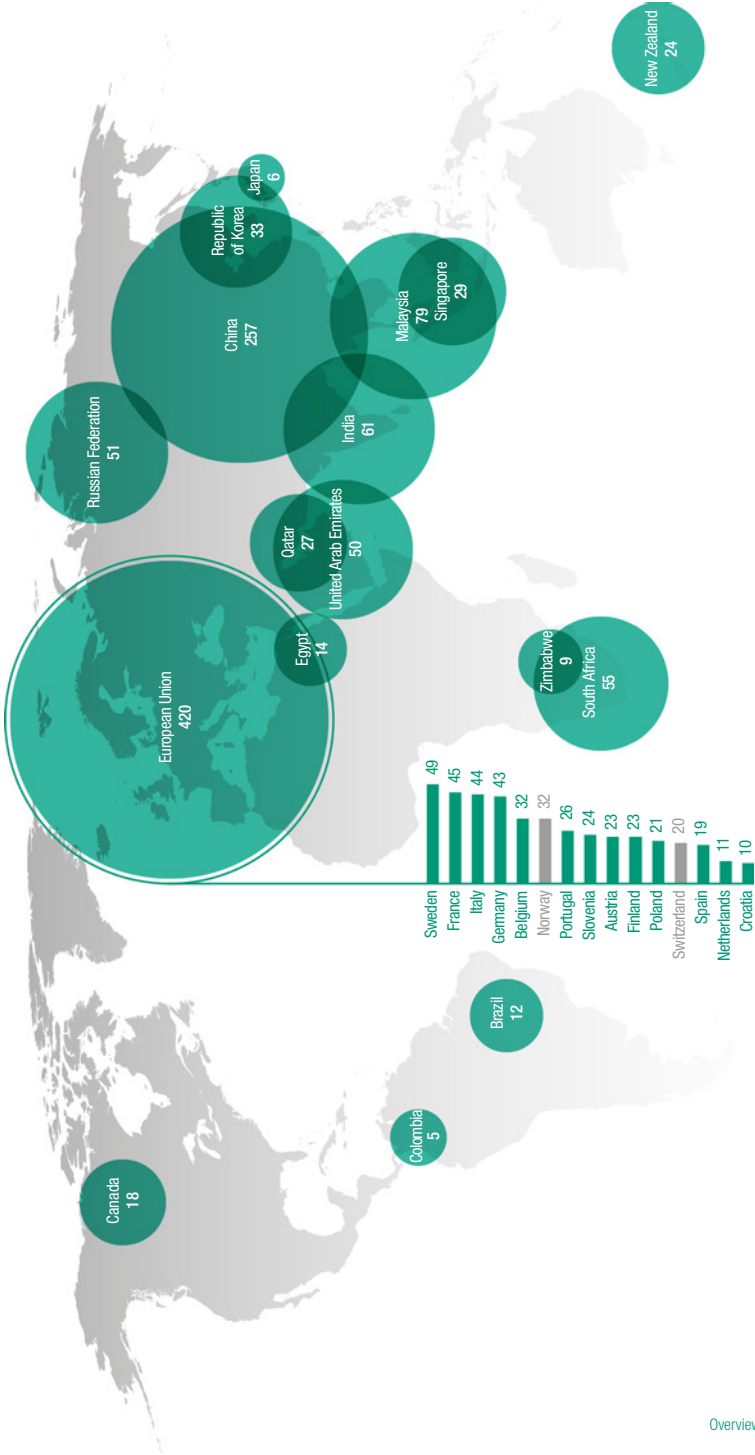 Canada
18
Colombia
5
Brazil
12
European Union
420
Russian Federation
51
Egypt
14
Qatar
27
United Arab Emirates
50
Zimbabwe
9
South Africa
55
India
61
China
257
Republic
of Korea
33
Japan
6
Malaysia
79
Singapore
29
New Zealand
24
Sweden 49
France 45
Italy 44
Germany 43
Belgium 32
Norway 32
Portugal 26
Slovenia 24
Austria 23
Finland 23
Poland 21
Switzerland 20
Spain 19
Netherlands 11
Croatia 10
Overview